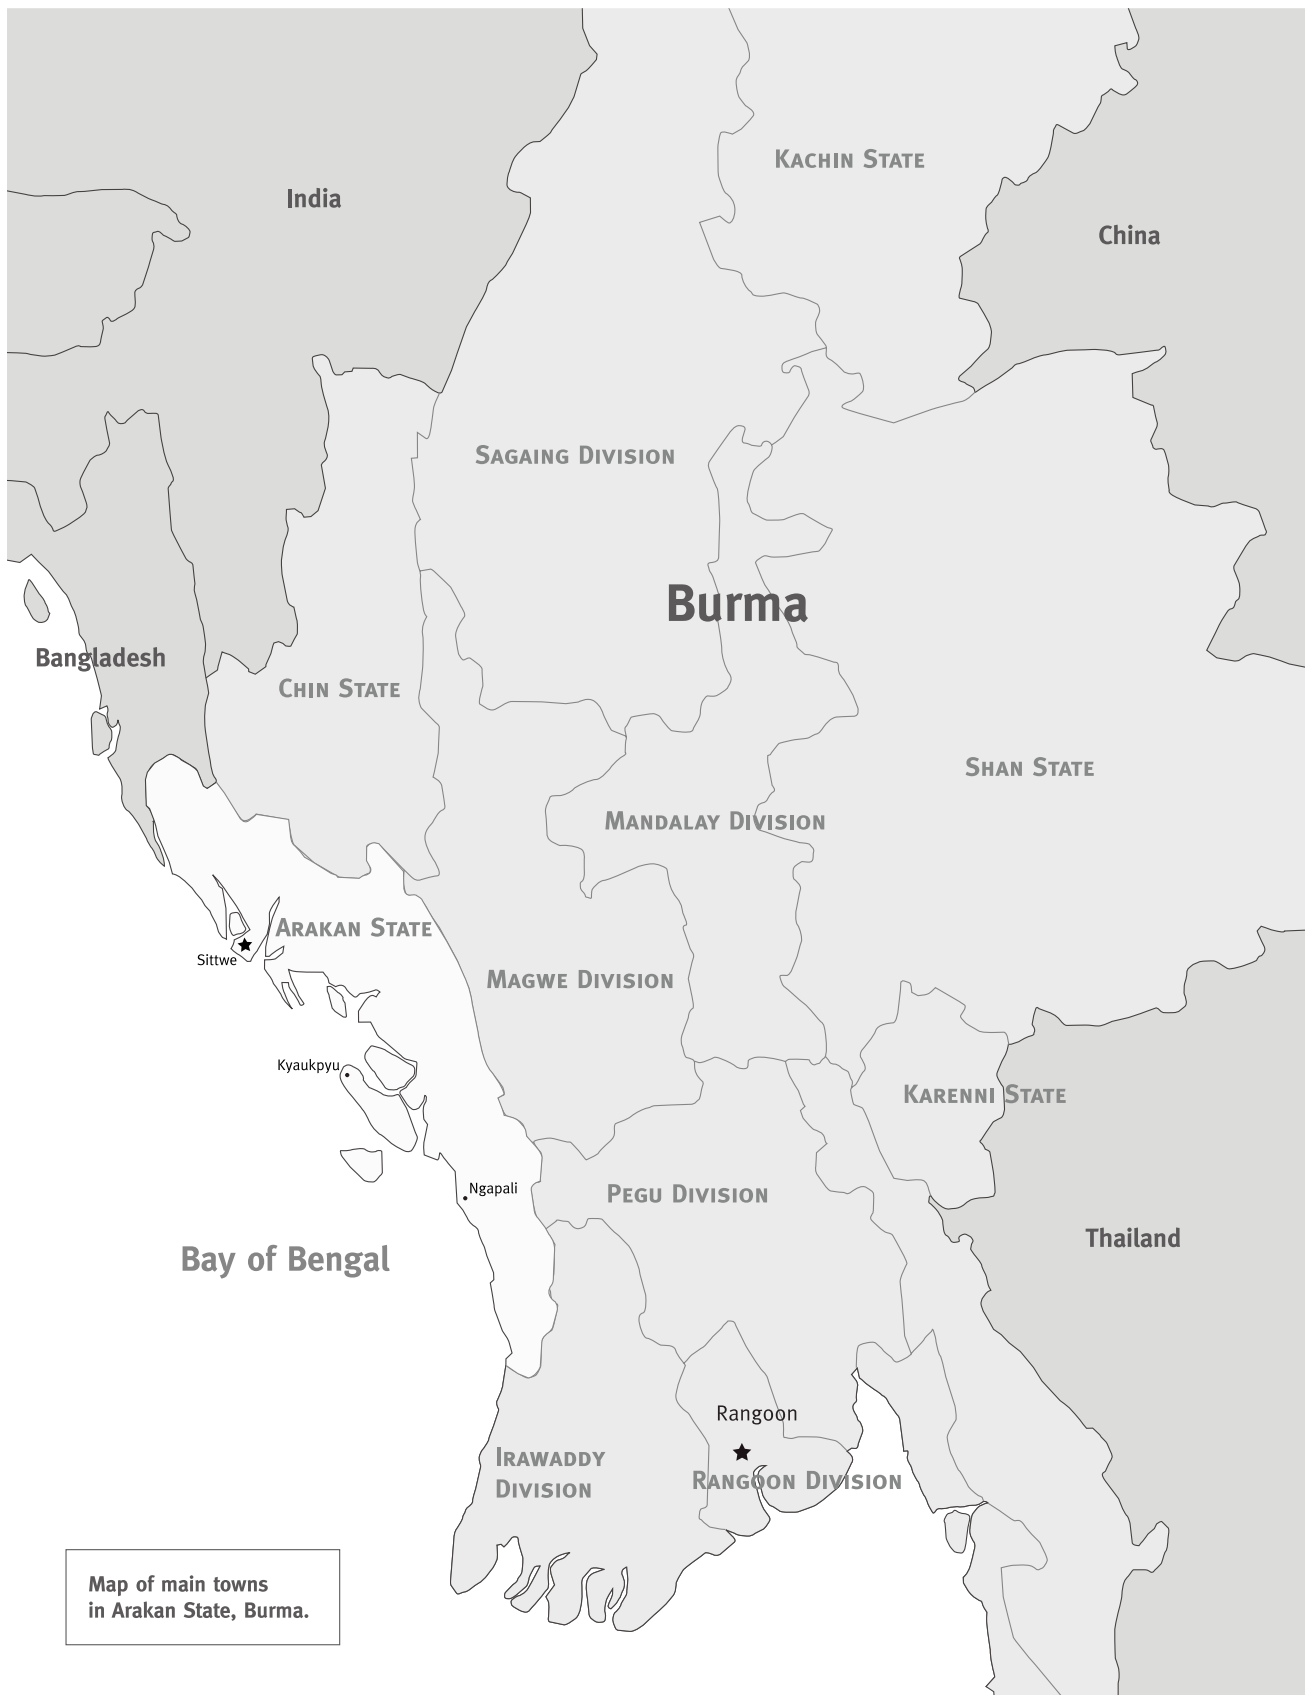 KACHIN STATE
India
China
SAGAING DIVISION
Burma
Bangladesh
CHIN STATE
SHAN STATE
MANDALAY DIVISION
ARAKAN STATE
Sittwe
MAGWE DIVISION
Kyaukpyu
KARENNI STATE
Ngapali
PEGU DIVISION
Thailand
Bay of Bengal
Rangoon
IRAWADDY
DIVISION
RANGOON DIVISION
Map of main towns
in Arakan State, Burma.